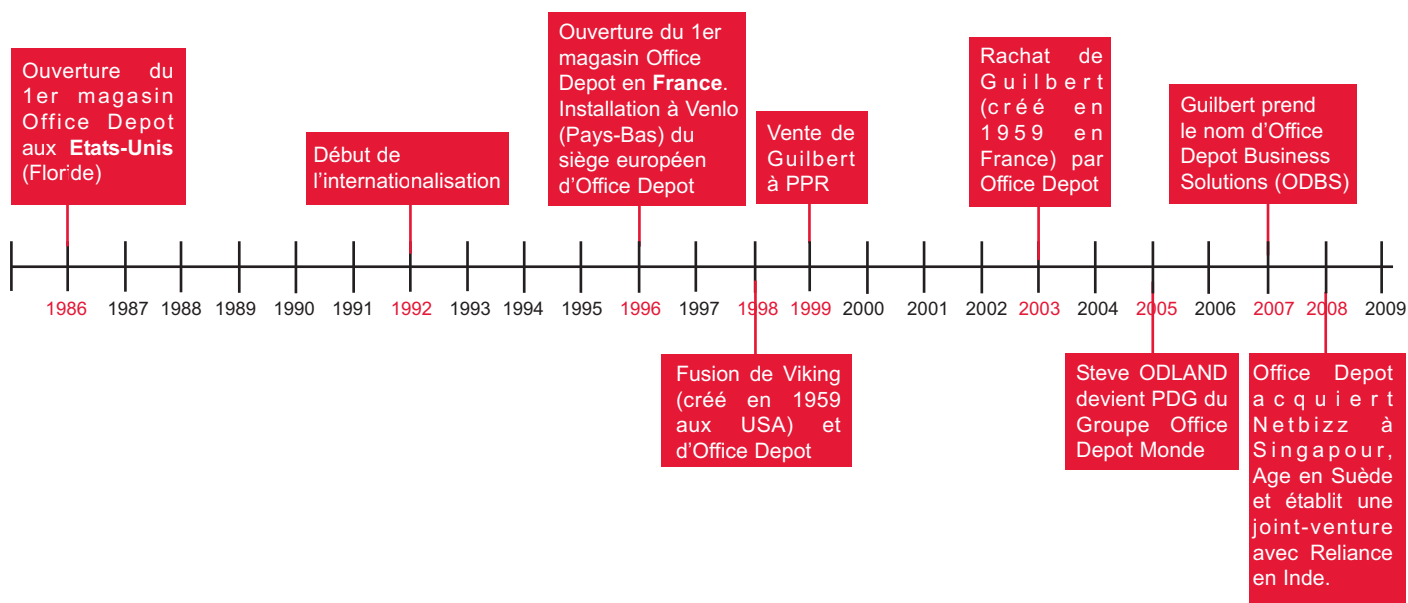 Ouverture du
1er magasin
Office Depot
aux Etats-Unis
(Floride)
Début de
l'internationalisation
Ouverture du 1er
magasin Office
Depot en France.
Installation à Venlo
(Pays-Bas) du
siège européen
d'Office Depot
Vente de
Guilbert
à PPR
Rachat de
Guilbert
(créé en
1959 en
France) par
Office Depot
Guilbert prend
le nom d'Office
Depot Business
Solutions (ODBS)
1986 1987 1988 1989 1990 1991 1992 1993 1994 1995 1996 1997 1998 1999 2000 2001 2002 2003 2004 2005 2006 2007 2008 2009
Fusion de Viking
(créé en 1959
aux USA) et
d'Office Depot
Steve ODLAND
devient PDG du
Groupe Office
Depot Monde
Office Depot
acquiert
Netbizz à
Singapour,
Age en Suède
et établit une
joint-venture
avec Reliance
en Inde.